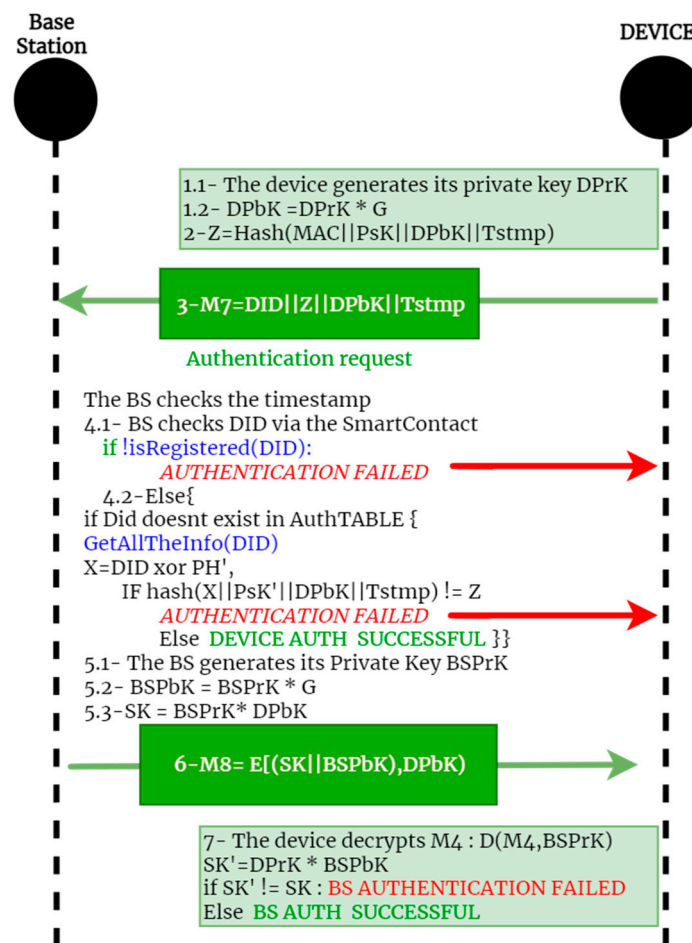 Base
Station
DEVICE
1.1- The device generates its private key DPrK
1.2- DPbK =DPrK * G
2-Z=Hash(MAC||PsK||DPbK||Tstmp)
3-M7=DID||Z||DPbK||Tstmp
Authentication request
The BS checks the timestamp
4.1- BS checks DID via the SmartContact
if !isRegistered(DID):
AUTHENTICATION FAILED
4.2-Else{
if Did doesnt exist in AuthTABLE {
GetAllTheInfo(DID)
X=DID xor PH',
IF hash(X||PsK'||DPbK||Tstmp) != Z
AUTHENTICATION FAILED
Else DEVICE AUTH SUCCESSFUL }}
5.1- The BS generates its Private Key BSPrK
5.2- BSPbK = BSPrK * G
5.3-SK = BSPrK* DPbK
6-M8= E[(SK||BSPbK),DPbK)
7- The device decrypts M4 : D(M4,BSPrK)
SK'=DPrK * BSPbK
if SK' != SK : BS AUTHENTICATION FAILED
Else BS AUTH SUCCESSFUL